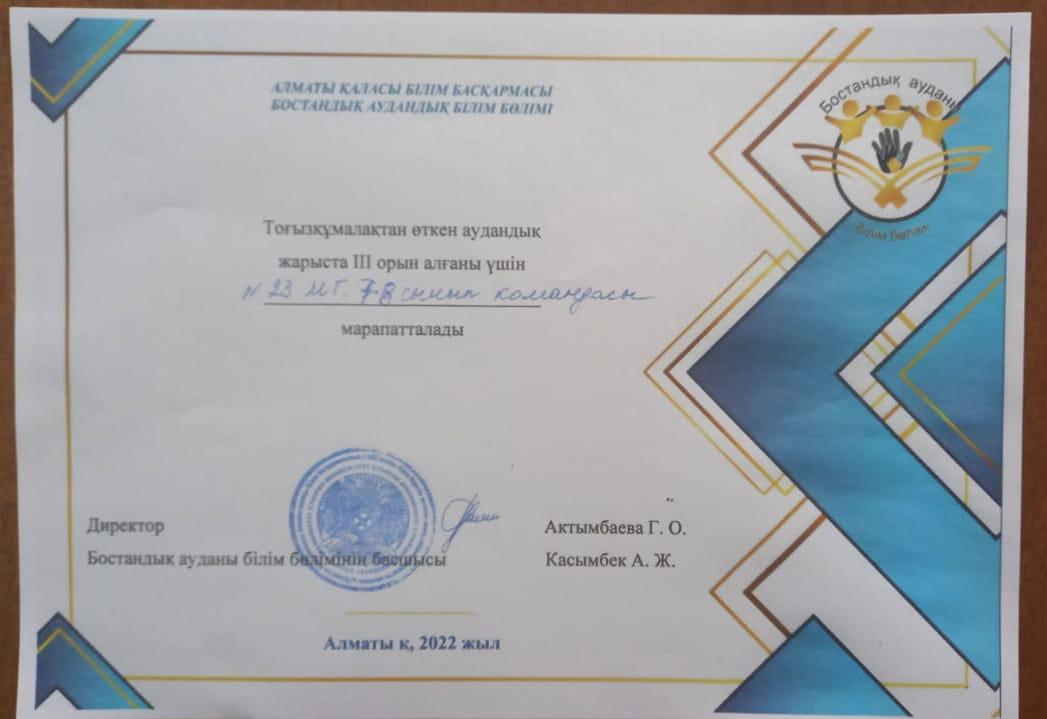 АЛМАТЫ ҚАЛАСЫ БІЛІМ БАСҚАРМАСЫ
БОСТАНДЫҚ АУДАНДЫҚ БІЛІМ БӨЛІМІ
Бостандық ауданы
білім бөлімі
Тоғызқұмалақтан өткен аудандық
жарыста III орын алғаны үшін
N 23 МГ. 7-8 сынып командасы
марапатталады
Директор
Актымбаева Г. О.
Бостандық ауданы білім бөлімінің басшысы
Касымбек А. Ж.
Алматы қ, 2022 жыл